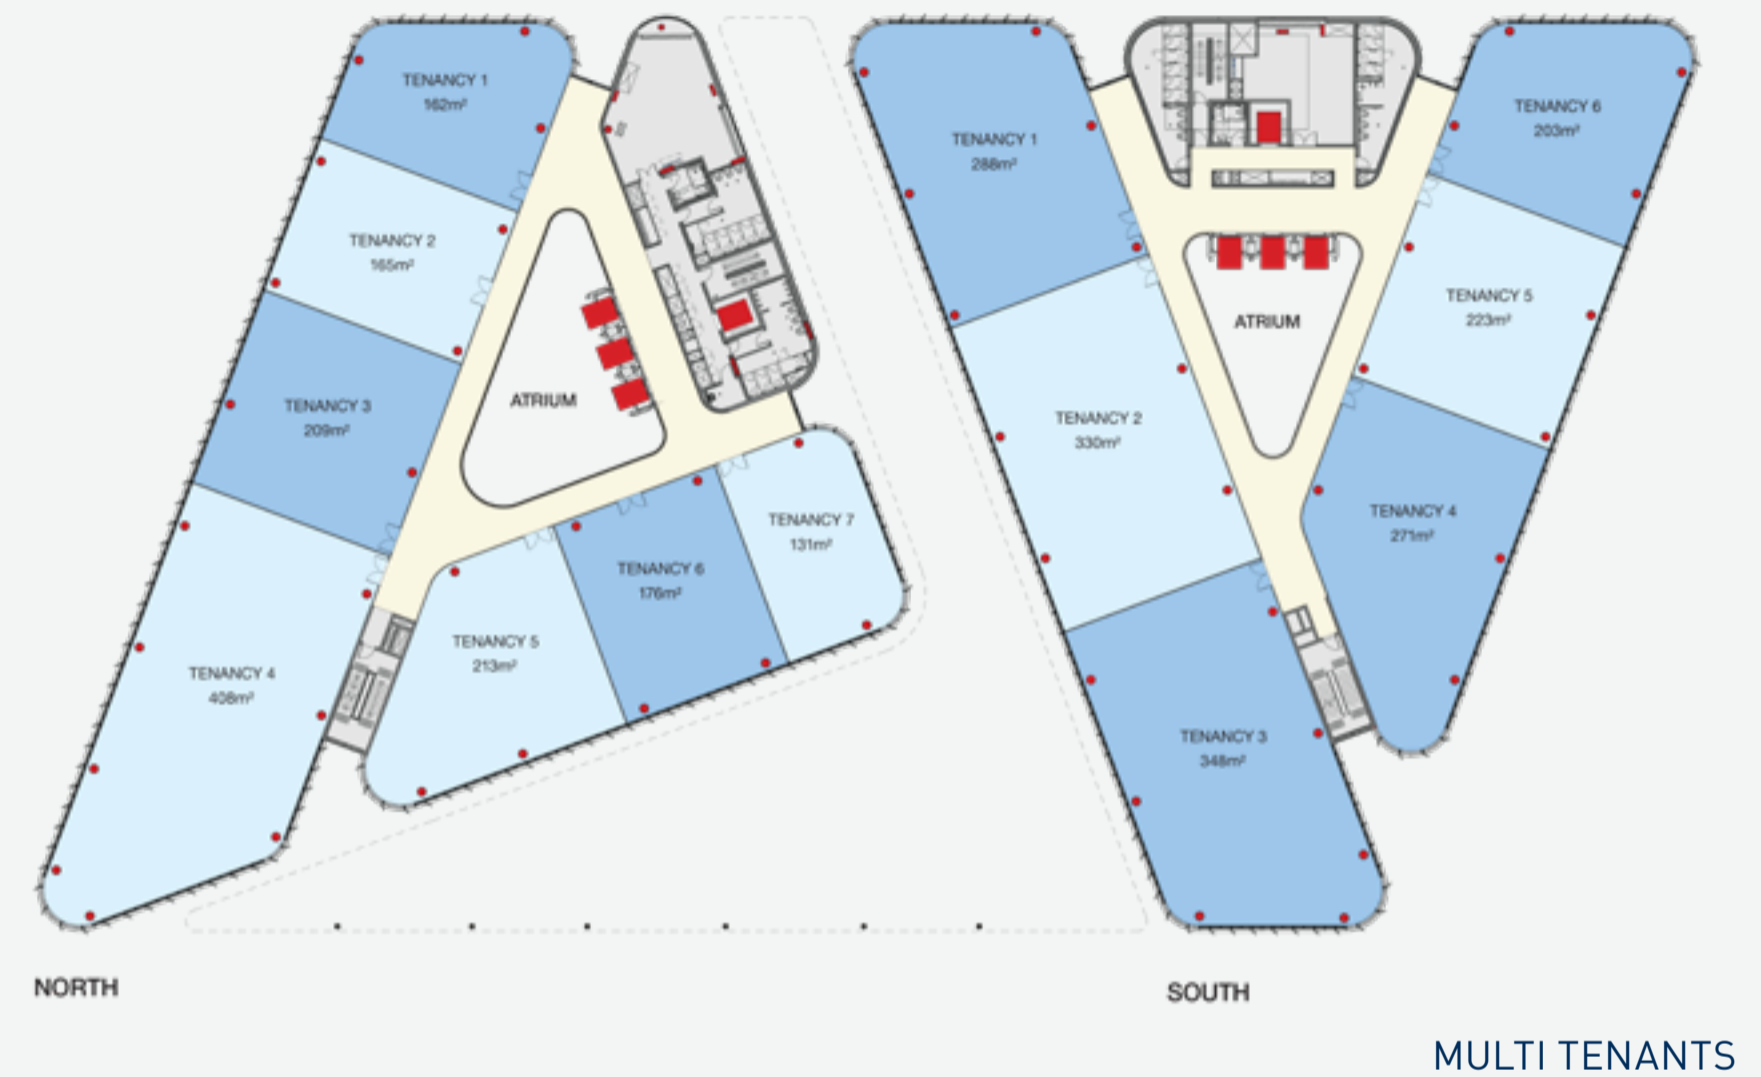 TENANCY 1
162m²
TENANCY 2
165m²
TENANCY 3
209m²
TENANCY 4
408m²
ATRIUM
TENANCY 5
213m²
TENANCY 6
176m²
TENANCY 7
131m²
NORTH
TENANCY 1
288m²
TENANCY 2
330m²
TENANCY 3
348m²
ATRIUM
TENANCY 6
203m²
TENANCY 5
223m²
TENANCY 4
271m²
SOUTH
MULTI TENANTS